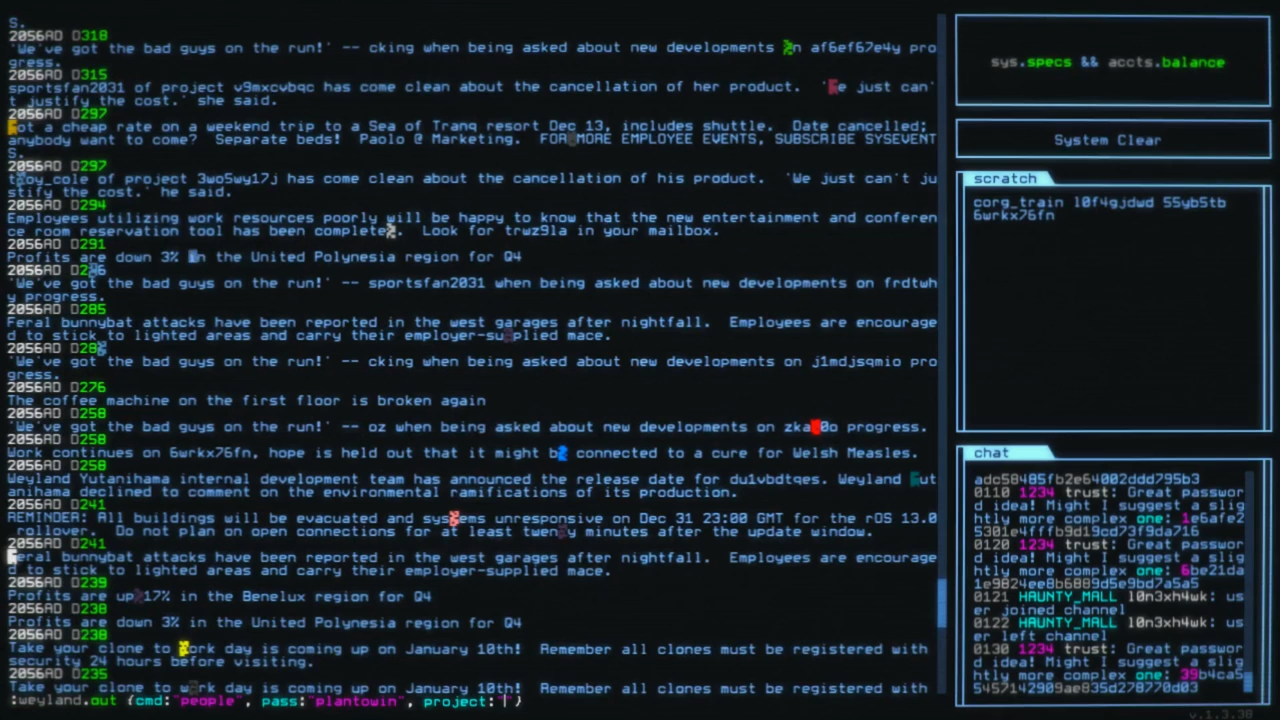 S.
2056AD D318
'We've got the bad guys on the run!' -- cking when being asked about new developments n af6ef67e4y pro
gress.
2056AD D315
sportsfan2031 of project v9mxcvbqc has come clean about the cancellation of her product. ' e just can'
t justify the cost.' she said.
2056AD D297
ot a cheap rate on a weekend trip to a Sea of Tranq resort Dec 13, includes shuttle. Date cancelled;
anybody want to come? Separate beds! Paolo @ Marketing. FOR MORE EMPLOYEE EVENTS, SUBSCRIBE SYSEVENT
S.
2056AD D297
t oy_cole of project 3wo5wy17j has come clean about the cancellation of his product. 'We just can't ju
stify the cost.' he said.
2056AD D294
Employees utilizing work resources poorly will be happy to know that the new entertainment and conferen
ce room reservation tool has been complete . Look for trwz9la in your mailbox.
2056AD D291
Profits are down 3% in the United Polynesia region for Q4
2056AD D2 6
'We've got the bad guys on the run!' -- sportsfan2031 when being asked about new developments on frdtwh
y progress.
2056AD D285
Feral bunnybat attacks have been reported in the west garages after nightfall. Employees are encourage
d to stick to lighted areas and carry their employer-su plied mace.
2056AD D28
'We've got the bad guys on the run!' -- cking when being asked about new developments on j1mdjsqmio pro
gress.
2056AD D276
The coffee machine on the first floor is broken again
2056AD D258
'We've got the bad guys on the run!' -- oz when being asked about new developments on zka 0o progress.
2056AD D258
Work continues on 6wrkx76fn, hope is held out that it might b connected to a cure for Welsh Measles.
2056AD D258
Weyland Yutanihama internal development team has announced the release date for du1vbdtqes. Weyland ut
anihama declined to comment on the environmental ramifications of its production.
2056AD D241
REMINDER: All buildings will be evacuated and sys ems unresponsive on Dec 31 23:00 GMT for the rOS 13.0
rollover. Do not plan on open connections for at least twen y minutes after the update window.
2056AD D241
eral bunnybat attacks have been reported in the west garages after nightfall. Employees are encourage
to stick to lighted areas and carry their employer-supplied mace.
2056AD D239
Profits are up 17% in the Benelux region for Q4
2056AD D238
Profits are down 3% in the United Polynesia region for Q4
2056AD D238
Take your clone to ork day is coming up on January 10th! Remember all clones must be registered with
security 24 hours before visiting.
2056AD D235
Take your clone to w rk day is coming up on January 10th! Remember all clones must be registered with
:weyland.out {cmd:"people", pass:"plantowin", project:""}
sys.specs && accts.balance
System Clear
scratch
corg_train l0f4gjdwd 55yb5tb
6wrkx76fn
chat
adc58485fb2e64002ddd795b3
0110 1234 trust: Great passwor
d idea! Might I suggest a slig
htly more complex one: 1e6afe2
5301e4fffb9d19cd73f9da716
0120 1234 trust: Great passwor
d idea! Might I suggest a slig
htly more complex one: 6be21da
1e9824ee8b6889d5e9bd7a5a5
0121 HAUNTY_MALL l0n3xh4wk: us
er joined channel
0122 HAUNTY_MALL l0n3xh4wk: us
er left channel
0130 1234 trust: Great passwor
d idea! Might I suggest a slig
htly more complex one: 39b4ca5
5457142909ae835d278770d03
v.1.3.38